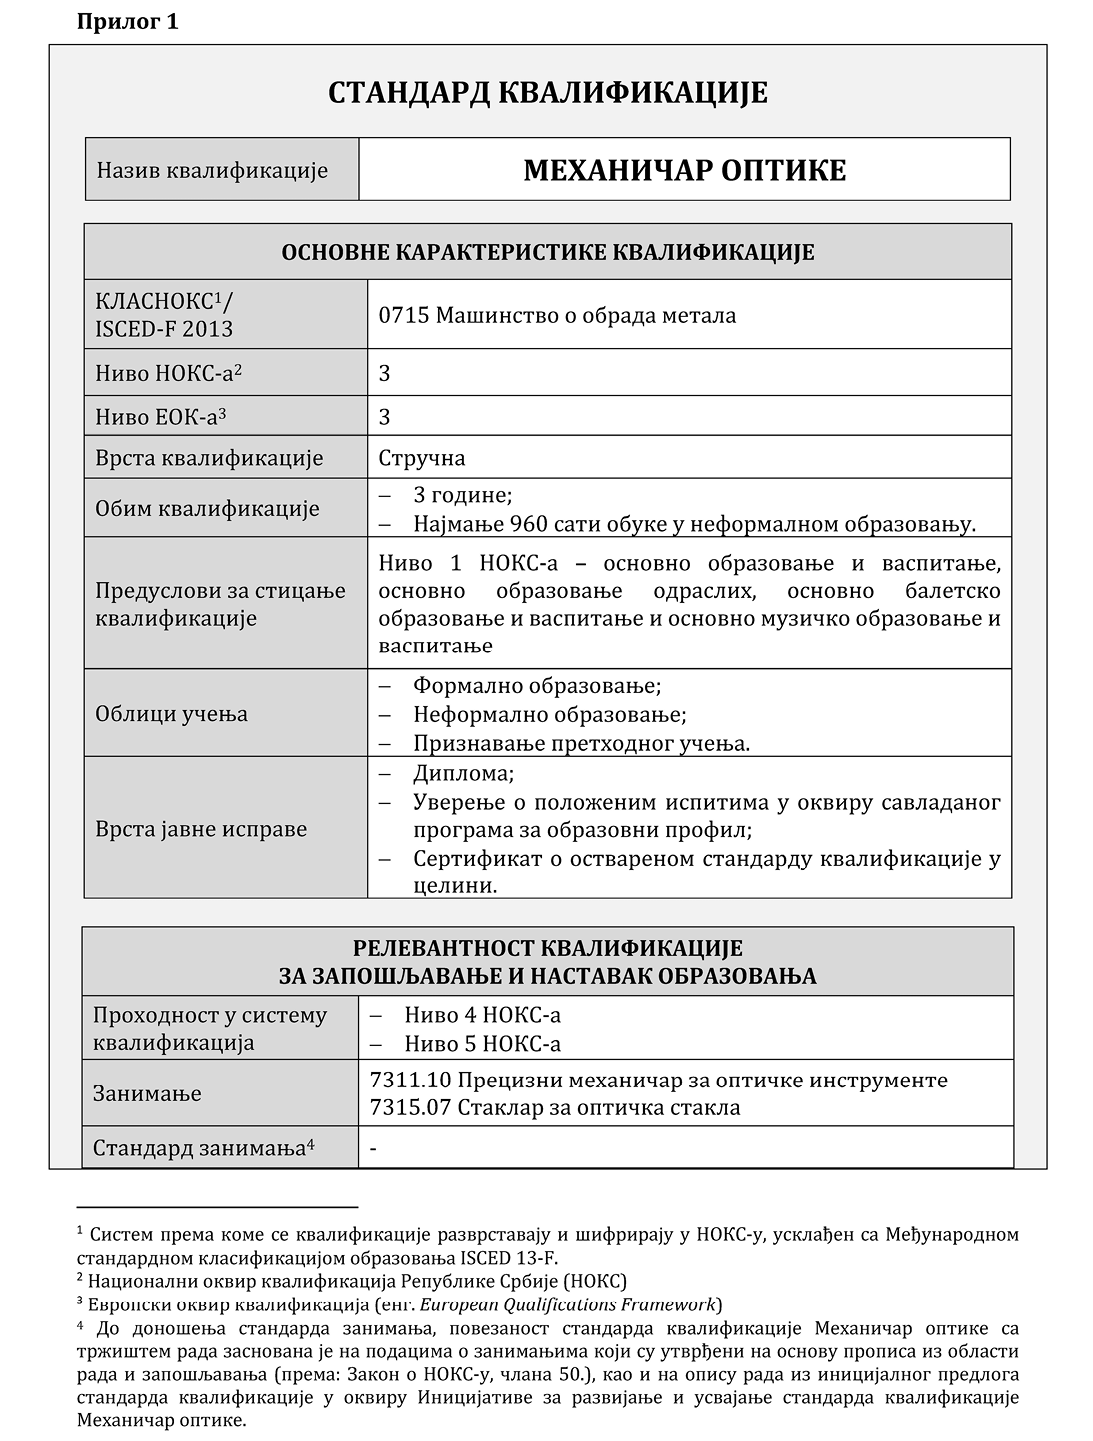 Прилог 1
СТАНДАРД КВАЛИФИКАЦИЈЕ
Назив квалификације
МЕХАНИЧАР ОПТИКЕ
ОСНОВНЕ КАРАКТЕРИСТИКЕ КВАЛИФИКАЦИЈЕ
КЛАСНОКС¹/
ISCED-F 2013
0715 Машинство о обрада метала
Ниво НОКС-а²
3
Ниво ЕОК-а³
3
Врста квалификације
Стручна
Обим квалификације
– 3 године;
– Најмање 960 сати обуке у неформалном образовању.
Предуслови за стицање
квалификације
Ниво 1 НОКС-а – основно образовање и васпитање,
основно образовање одраслих, основно балетско
образовање и васпитање и основно музичко образовање и
васпитање
Облици учења
– Формално образовање;
– Неформално образовање;
– Признавање претходног учења.
Врста јавне исправе
– Диплома;
– Уверење о положеним испитима у оквиру савладаног
програма за образовни профил;
– Сертификат о оствареном стандарду квалификације у
целини.
РЕЛЕВАНТНОСТ КВАЛИФИКАЦИЈЕ
ЗА ЗАПОШЉАВАЊЕ И НАСТАВАК ОБРАЗОВАЊА
Проходност у систему
квалификација
– Ниво 4 НОКС-а
– Ниво 5 НОКС-а
Занимање
7311.10 Прецизни механичар за оптичке инструменте
7315.07 Стаклар за оптичка стакла
Стандард занимања⁴
-
¹ Систем према коме се квалификације разврставају и шифрирају у НОКС-у, усклађен са Међународном
стандардном класификацијом образовања ISCED 13-F.
² Национални оквир квалификација Републике Србије (НОКС)
³ Европски оквир квалификација (енг. European Qualifications Framework)
⁴ До доношења стандарда занимања, повезаност стандарда квалификације Механичар оптике са
тржиштем рада заснована је на подацима о занимањима који су утврђени на основу прописа из области
рада и запошљавања (према: Закон о НОКС-у, члана 50.), као и на опису рада из иницијалног предлога
стандарда квалификације у оквиру Иницијативе за развијање и усвајање стандарда квалификације
Механичар оптике.